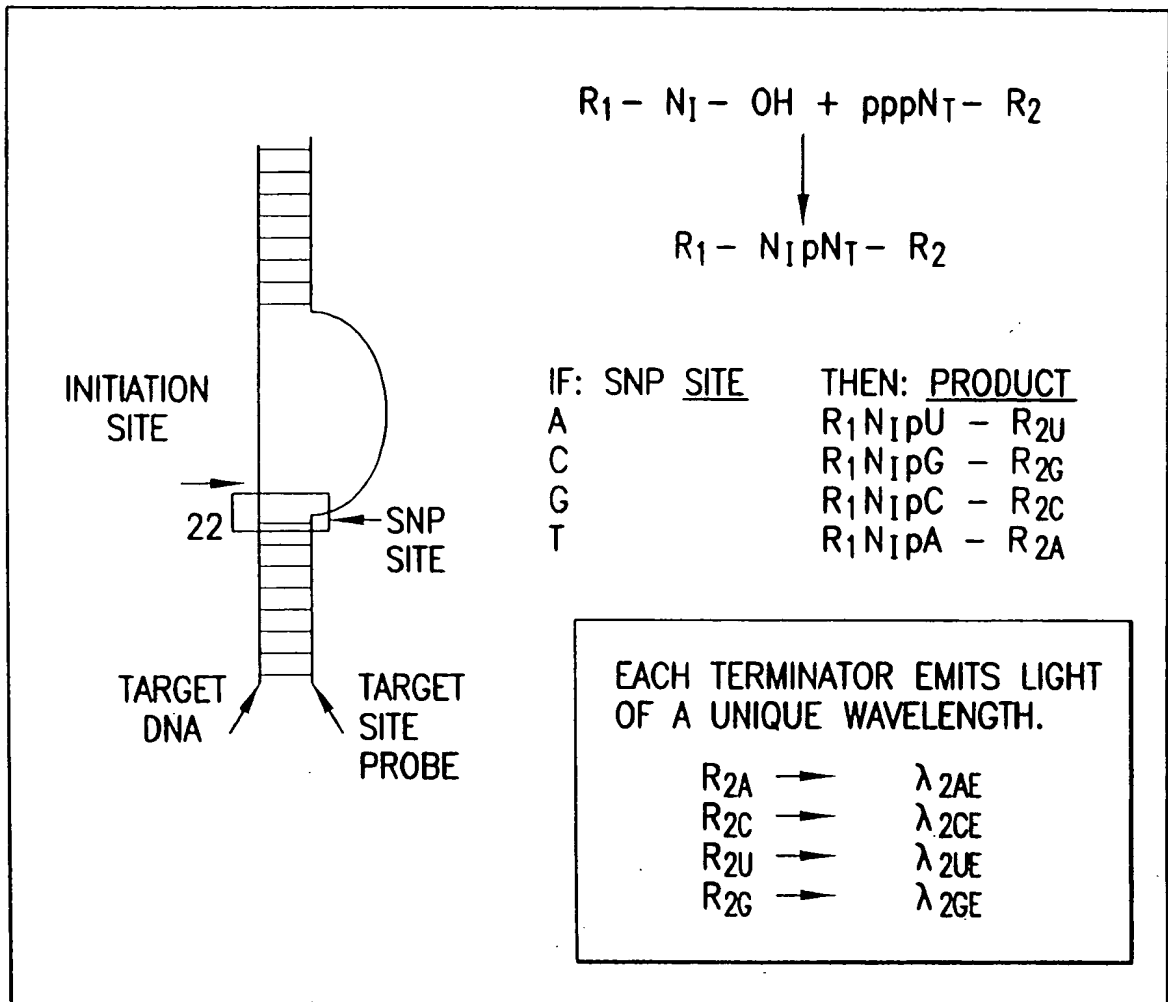 R1 – NI – OH + pppNT – R2
R1 – NIpNT – R2
INITIATION
SITE
22
SNP
SITE
TARGET
DNA
TARGET
SITE
PROBE
IF: SNP SITE THEN: PRODUCT
A R1NIpU – R2U
C R1NIpG – R2G
G R1NIpC – R2C
T R1NIpA – R2A
EACH TERMINATOR EMITS LIGHT
OF A UNIQUE WAVELENGTH.
R2A → λ2AE
R2C → λ2CE
R2U → λ2UE
R2G → λ2GE